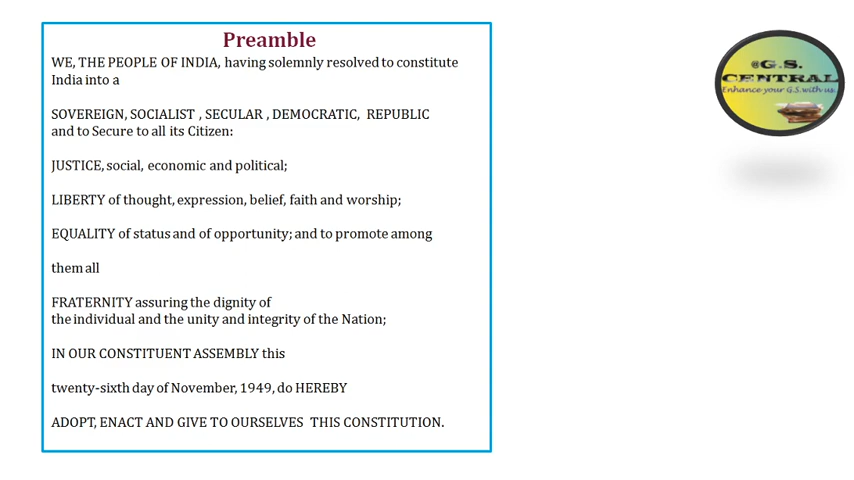 Preamble
WE, THE PEOPLE OF INDIA, having solemnly resolved to constitute
India into a
SOVEREIGN, SOCIALIST , SECULAR , DEMOCRATIC, REPUBLIC
and to Secure to all its Citizen:
JUSTICE, social, economic and political;
LIBERTY of thought, expression, belief, faith and worship;
EQUALITY of status and of opportunity; and to promote among
them all
FRATERNITY assuring the dignity of
the individual and the unity and integrity of the Nation;
IN OUR CONSTITUENT ASSEMBLY this
twenty-sixth day of November, 1949, do HEREBY
ADOPT, ENACT AND GIVE TO OURSELVES THIS CONSTITUTION.
@G.S.
CENTRAL
Enhance your G.S.with us.